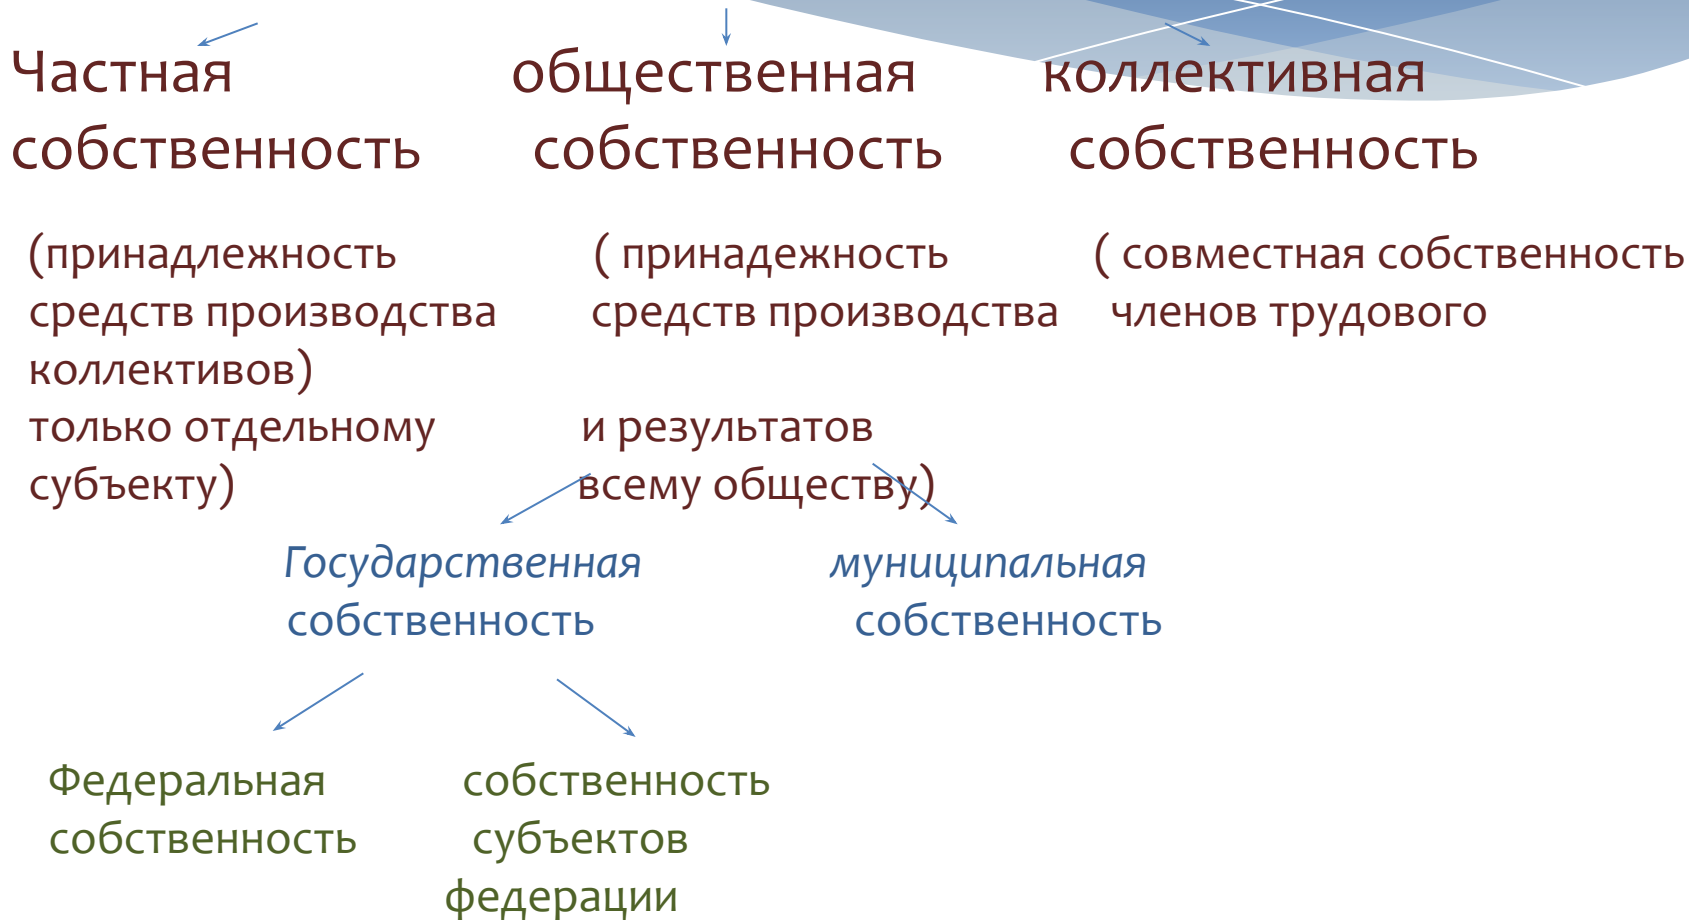 Частная общественная коллективная
собственность собственность собственность
(принадлежность ( принадежность ( совместная собственность
средств производства средств производства членов трудового
коллективов)
только отдельному и результатов
субъекту) всему обществу)
Государственная муниципальная
собственность собственность
Федеральная собственность
собственность субъектов
федерации